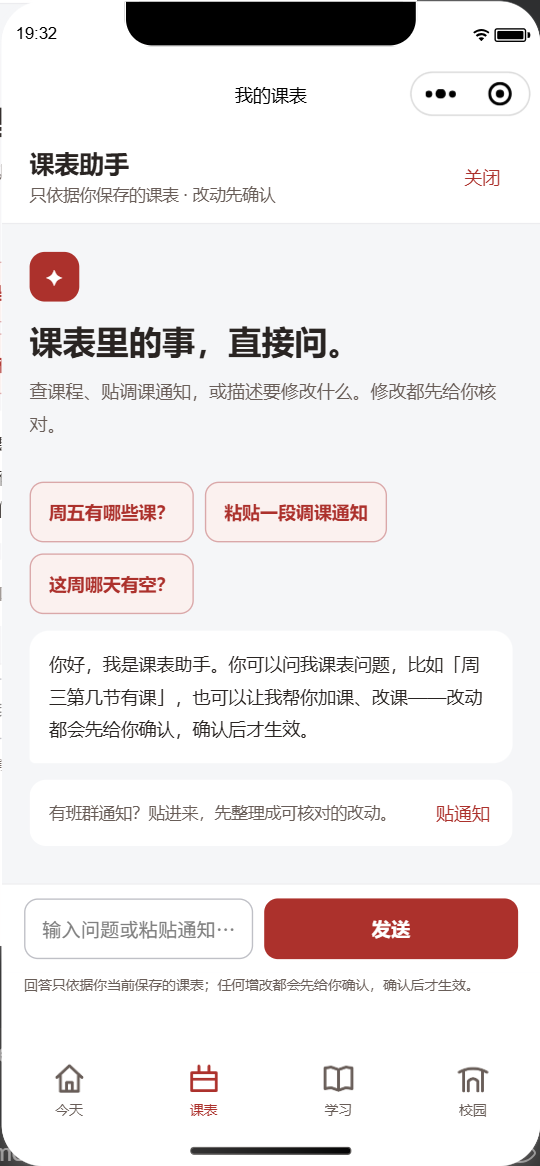 19:32
我的课表
课表助手
只依据你保存的课表 · 改动先确认
关闭
课表里的事，直接问。
查课程、贴调课通知，或描述要修改什么。修改都先给你核
对。
周五有哪些课？
粘贴一段调课通知
这周哪天有空？
你好，我是课表助手。你可以问我课表问题，比如「周
三第几节有课」，也可以让我帮你加课、改课——改动
都会先给你确认，确认后才生效。
有班群通知？贴进来，先整理成可核对的改动。
贴通知
输入问题或粘贴通知…
发送
回答只依据你当前保存的课表；任何增改都会先给你确认，确认后才生效。
今天
课表
学习
校园